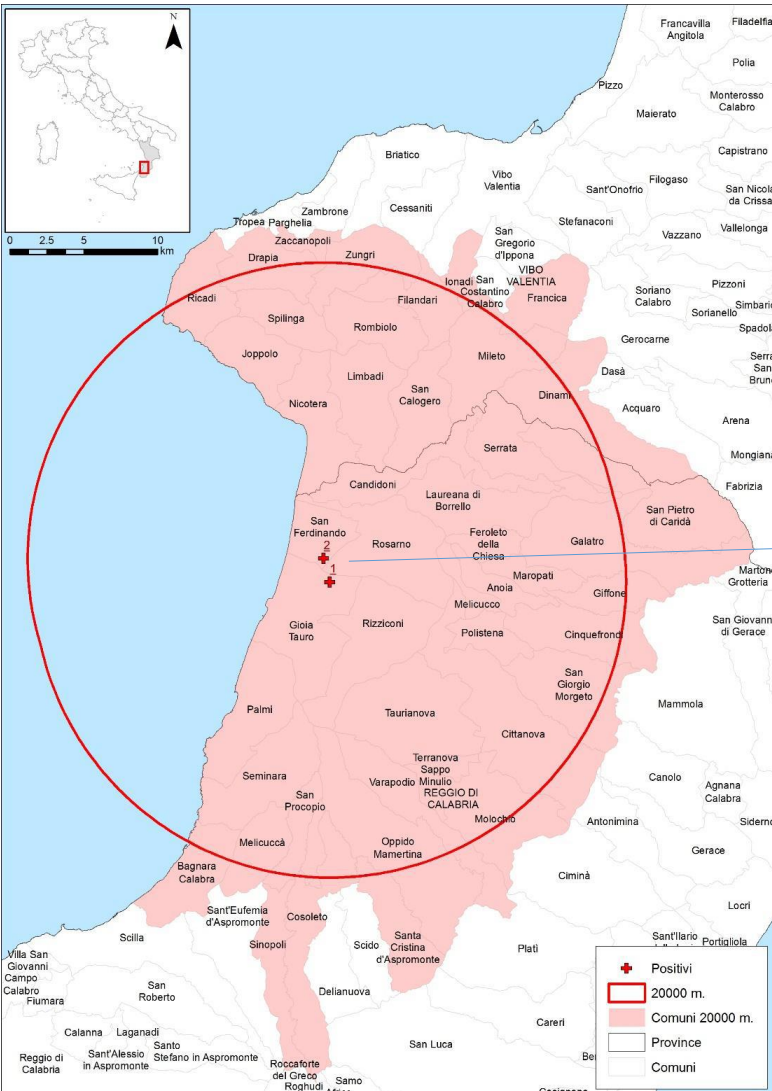 N
0 2.5 5 10
km
Francavilla
Angitola
Filadelfia
Polia
Pizzo
Monterosso
Calabro
Maierato
Briatico
Capistrano
Vibo
Valentia
Sant'Onofrio
Filogaso
San Nicola
da Crissa
Zambrone
Cessaniti
Tropea
Parghelia
Stefanaconi
Vallelonga
Vazzano
San
Gregorio
d'Ippona
Zaccanopoli
Drapia
Zungri
VIBO
VALENTIA
Ionadi
San
Costantino
Calabro
Francica
Pizzoni
Soriano
Calabro
Simbari
Sorianello
Spadola
Ricadi
Filandari
Spilinga
Rombiolo
Gerocarne
Joppolo
Mileto
Serra
San
Brun
Dasà
Limbadi
San
Calogero
Dinami
Nicotera
Acquaro
Arena
Serrata
Mongiana
Candidoni
Fabrizia
Laureana di
Borrello
San Pietro
di Caridà
San
Ferdinando
2
Rosarno
Feroleto
della
Chiesa
Galatro
1
Maropati
Anoia
Giffone
Marton
Grotteria
Melicucco
Gioia
Tauro
Rizziconi
Polistena
Cinquefrondi
San Giovann
di Gerace
San
Giorgio
Morgeto
Palmi
Taurianova
Mammola
Cittanova
Terranova
Sappo
Minulio
Varapodio
REGGIO DI
CALABRIA
Seminara
San
Procopio
Canolo
Agnana
Calabra
Molochio
Antonimina
Siderno
Melicuccà
Oppido
Mamertina
Gerace
Bagnara
Calabra
Ciminà
Locri
Sant'Eufemia
d'Aspromonte
Cosoleto
Scilla
Sinopoli
Scido
Santa
Cristina
d'Aspromonte
Platì
Sant'Ilario
Portigliola
Villa San
Giovanni
Campo
Calabro
Fiumara
San
Roberto
Delianuova
Careri
Calanna
Laganadi
Santo
Stefano in Aspromonte
Sant'Alessio
in Aspromonte
Reggio di
Calabria
San Luca
Roccaforte
del Greco
Roghudi
Samo
Positivi
20000 m.
Comuni 20000 m.
Province
Comuni